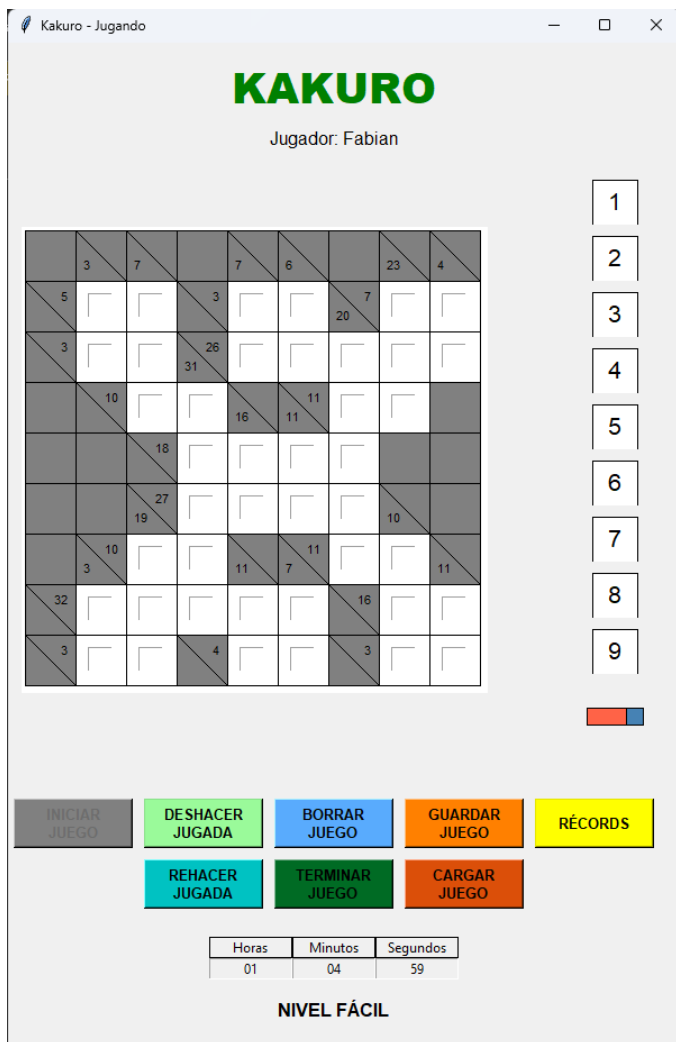 Kakuro - Jugando
KAKURO
Jugador: Fabian
1
2
3
4
5
6
7
8
9
3 7 7 6 23 4
5 3 7 20
3 26 31
10 16 11 11
18
27 19 10
10 3 11 11 7 11
32 16
3 4 3
INICIAR JUEGO
DESHACER JUGADA
BORRAR JUEGO
GUARDAR JUEGO
RÉCORDS
REHACER JUGADA
TERMINAR JUEGO
CARGAR JUEGO
Horas Minutos Segundos
01 04 59
NIVEL FÁCIL